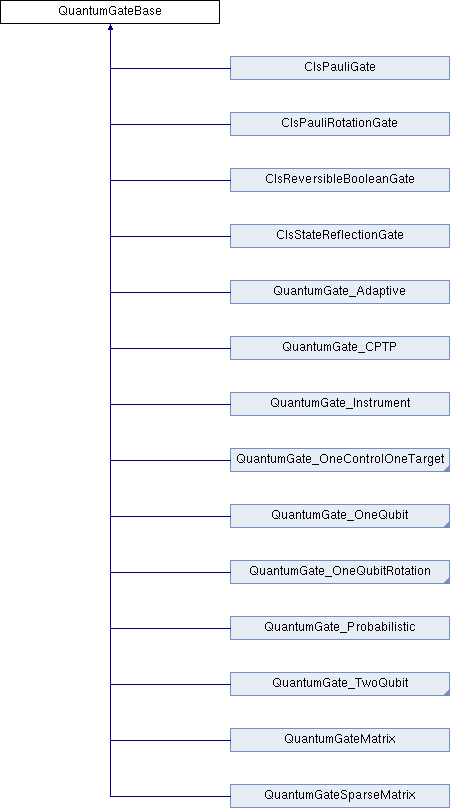 QuantumGateBase
ClsPauliGate
ClsPauliRotationGate
ClsReversibleBooleanGate
ClsStateReflectionGate
QuantumGate_Adaptive
QuantumGate_CPTP
QuantumGate_Instrument
QuantumGate_OneControlOneTarget
QuantumGate_OneQubit
QuantumGate_OneQubitRotation
QuantumGate_Probabilistic
QuantumGate_TwoQubit
QuantumGateMatrix
QuantumGateSparseMatrix